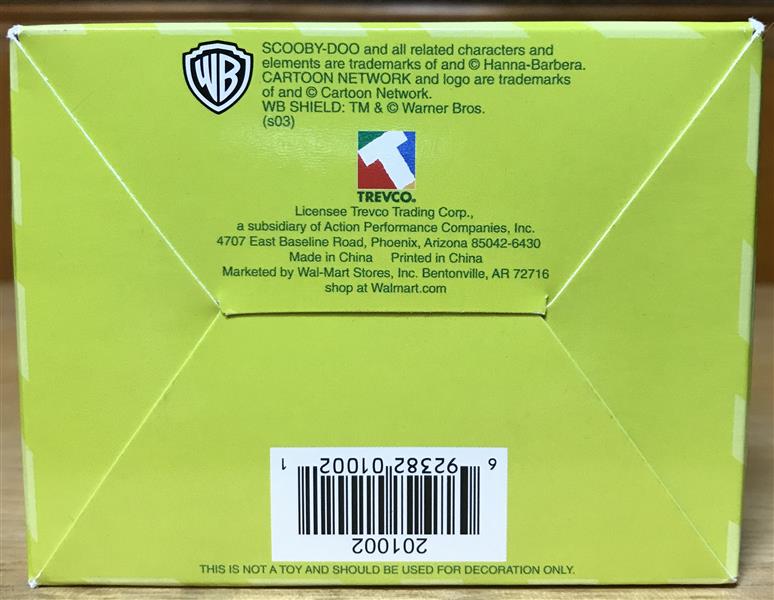 WB
SCOOBY-DOO and all related characters and
elements are trademarks of and © Hanna-Barbera.
CARTOON NETWORK and logo are trademarks
of and © Cartoon Network.
WB SHIELD: TM & © Warner Bros.
(s03)
T
TREVCO®
Licensee Trevco Trading Corp.,
a subsidiary of Action Performance Companies, Inc.
4707 East Baseline Road, Phoenix, Arizona 85042-6430
Made in China Printed in China
Marketed by Wal-Mart Stores, Inc. Bentonville, AR 72716
shop at Walmart.com
6 92382 01002 1
201002
THIS IS NOT A TOY AND SHOULD BE USED FOR DECORATION ONLY.